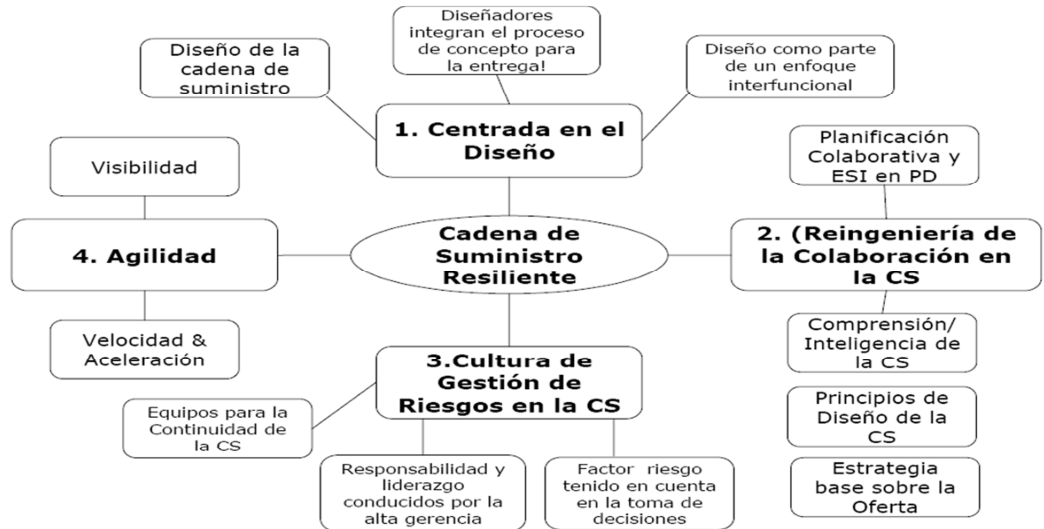 Diseñadores
integran el proceso
de concepto para
la entrega!
Diseño de la
cadena de
suministro
Diseño como parte
de un enfoque
interfuncional
1. Centrada en el
Diseño
Planificación
Colaborativa y
ESI en PD
Visibilidad
4. Agilidad
Cadena de
Suministro
Resiliente
2. (Reingeniería de
la Colaboración en
la CS
Velocidad &
Aceleración
3.Cultura de
Gestión de
Riesgos en la CS
Comprensión/
Inteligencia de
la CS
Equipos para la
Continuidad de
la CS
Principios de
Diseño de la
CS
Responsabilidad y
liderazgo
conducidos por la
alta gerencia
Factor riesgo
tenido en cuenta
en la toma de
decisiones
Estrategia
base sobre la
Oferta